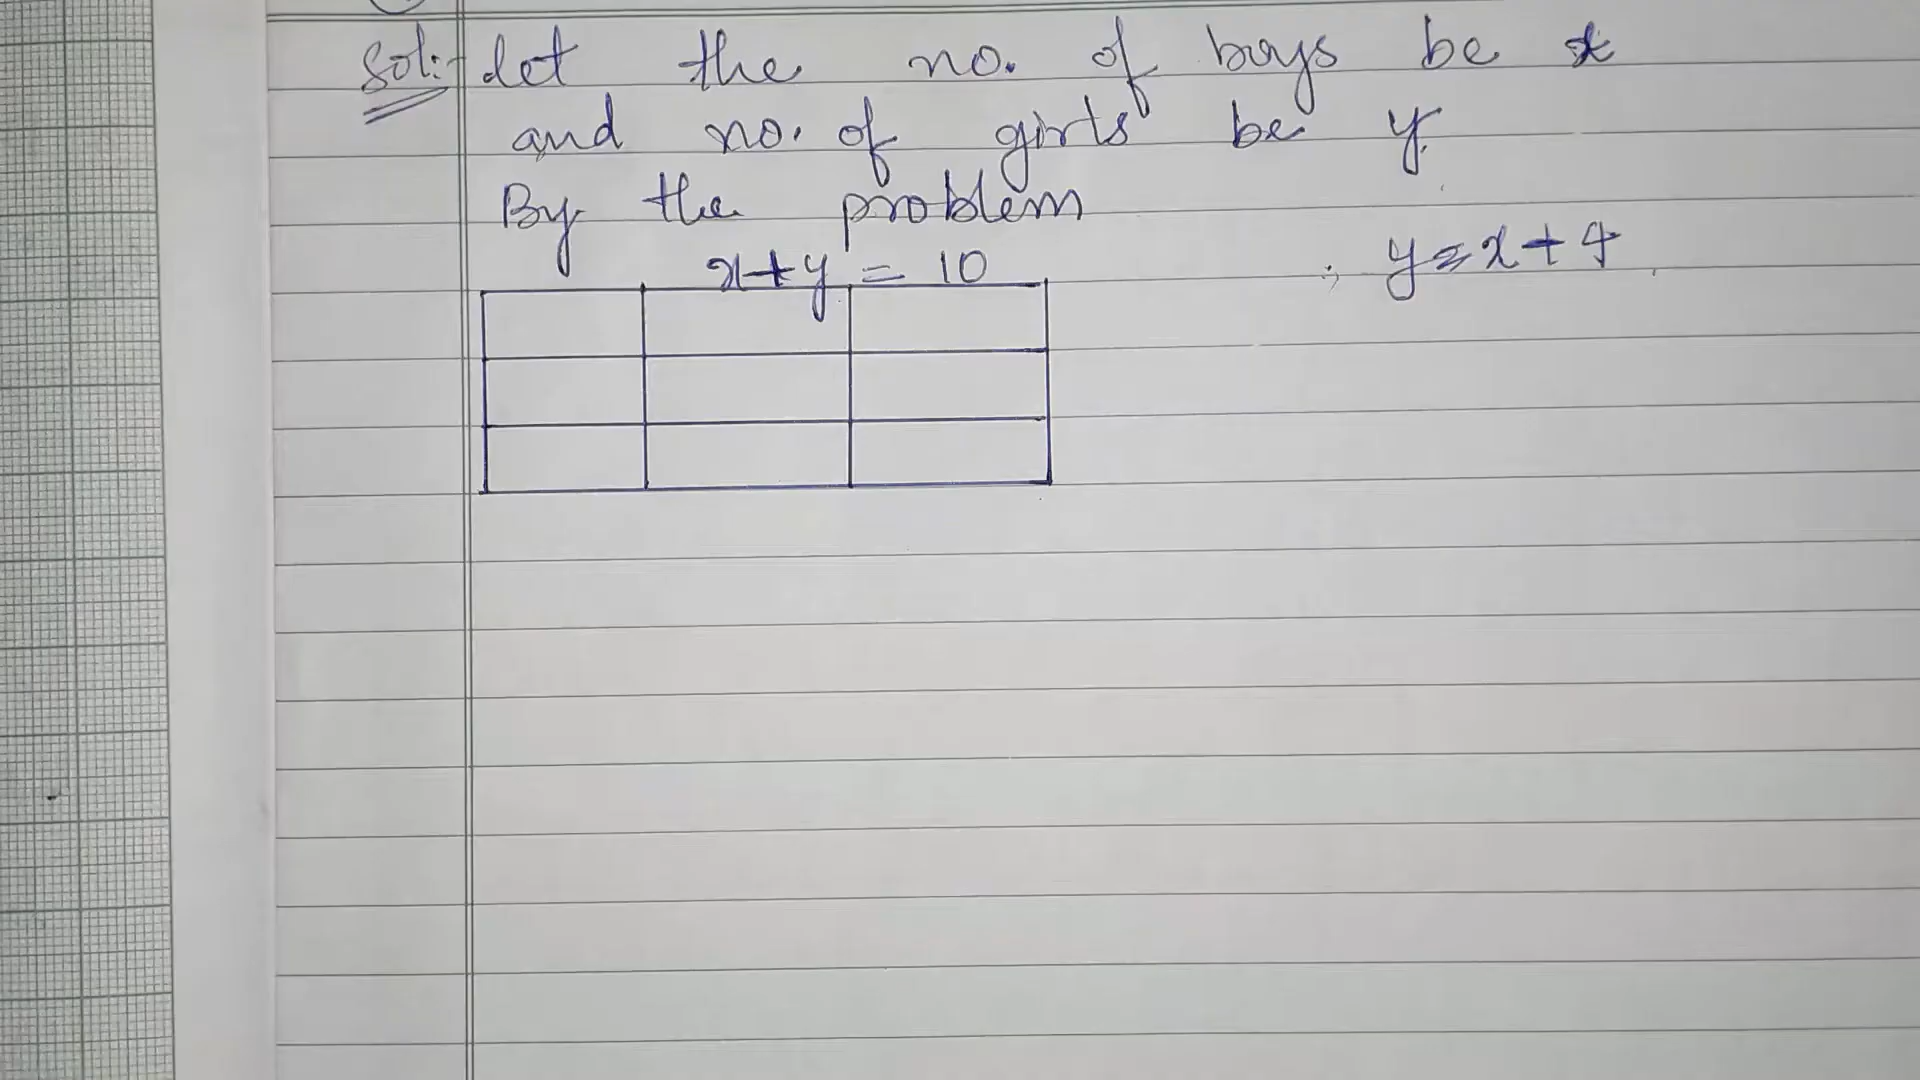 Sol:- Let the no. of boys be x
and no. of girls be y.
By the problem
x+y = 10 ; y=x+4